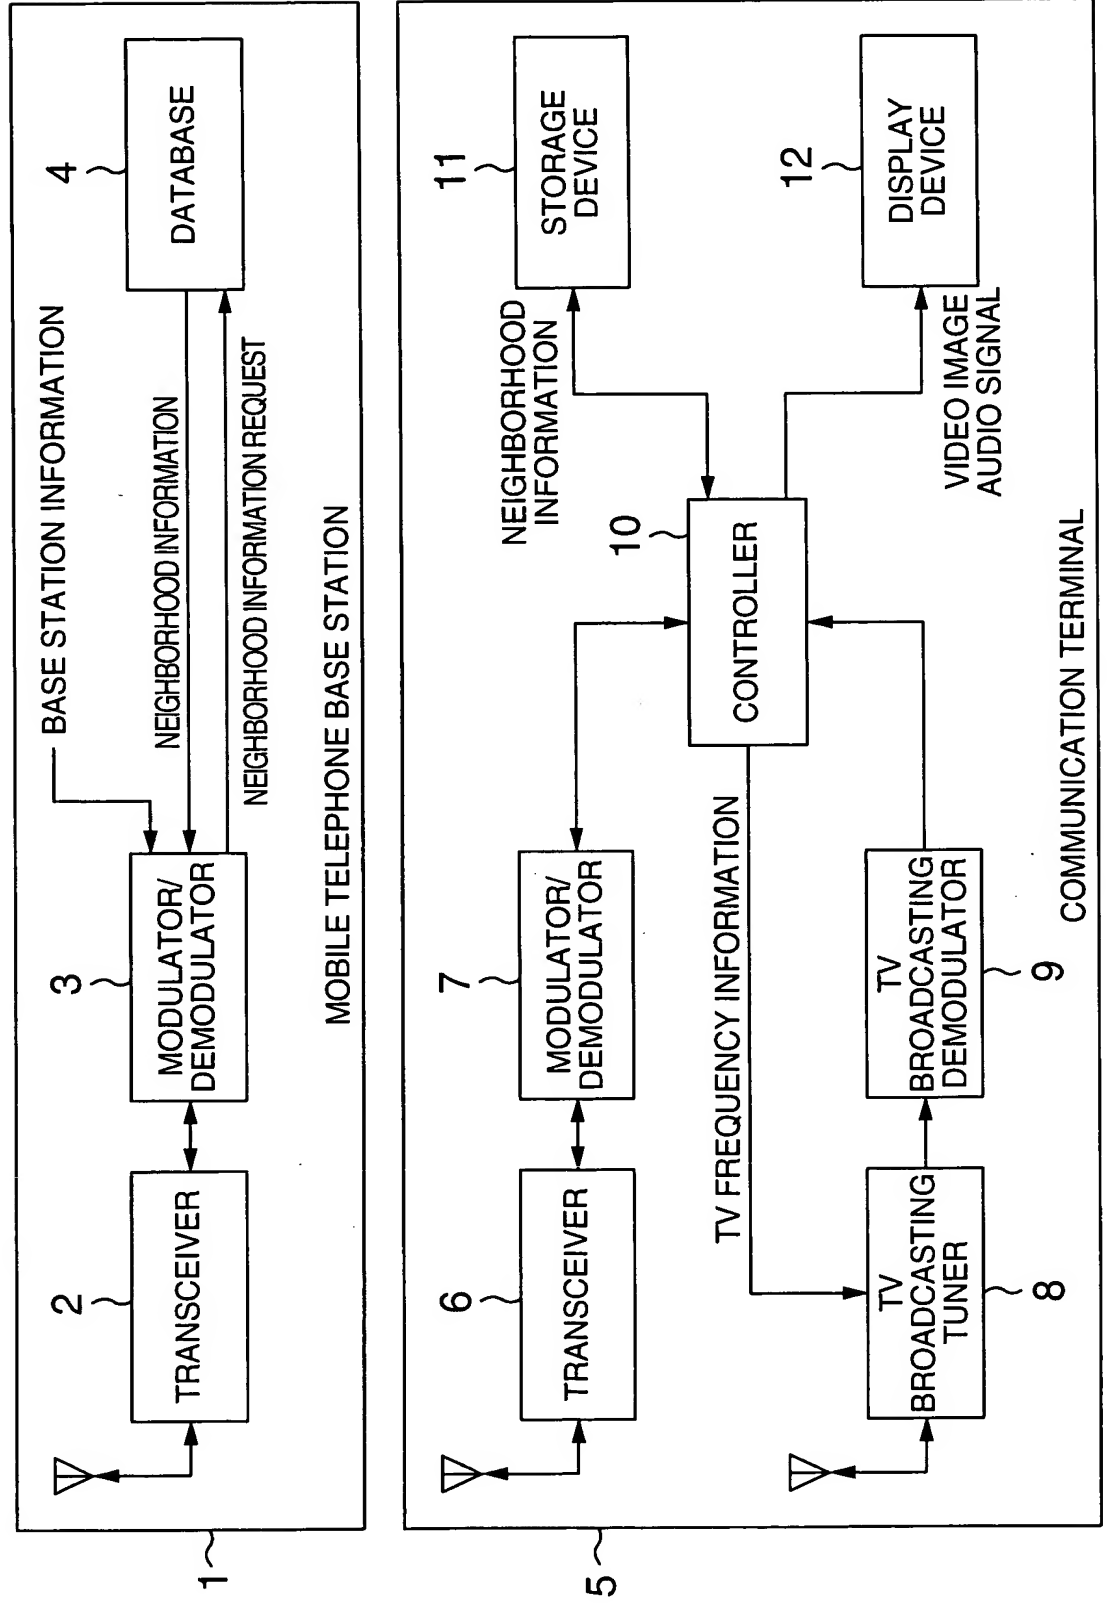 BASE STATION INFORMATION
4
DATABASE
NEIGHBORHOOD INFORMATION
NEIGHBORHOOD INFORMATION REQUEST
3
MODULATOR/
DEMODULATOR
2
TRANSCEIVER
MOBILE TELEPHONE BASE STATION
1
11
STORAGE
DEVICE
NEIGHBORHOOD
INFORMATION
7
MODULATOR/
DEMODULATOR
6
TRANSCEIVER
10
CONTROLLER
TV FREQUENCY INFORMATION
12
DISPLAY
DEVICE
VIDEO IMAGE
AUDIO SIGNAL
TV
BROADCASTING
TUNER
8
TV
BROADCASTING
DEMODULATOR
9
COMMUNICATION TERMINAL
5